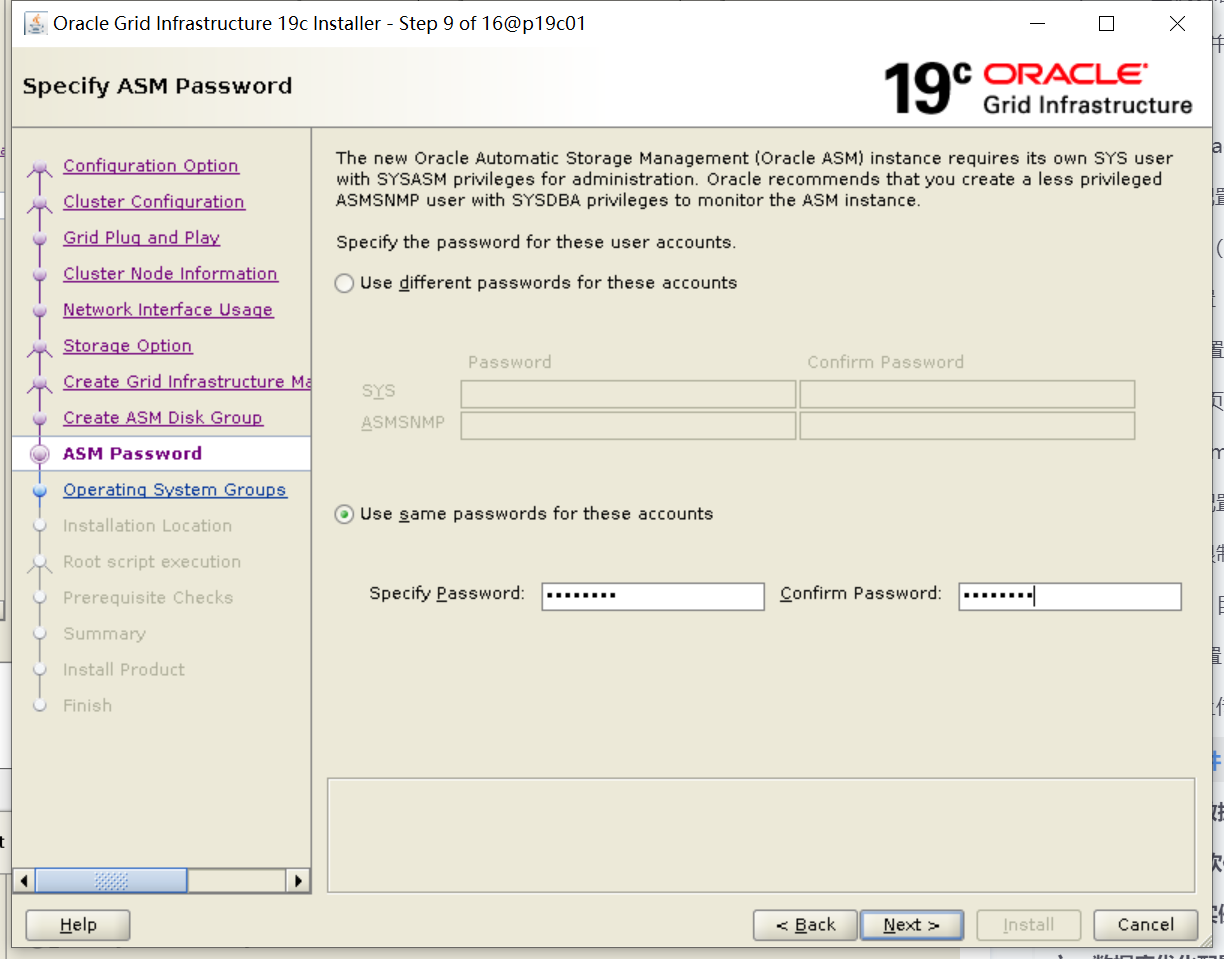 Oracle Grid Infrastructure 19c Installer - Step 9 of 16@p19c01
Specify ASM Password
19c ORACLE
Grid Infrastructure
Configuration Option
Cluster Configuration
Grid Plug and Play
Cluster Node Information
Network Interface Usage
Storage Option
Create Grid Infrastructure Ma
Create ASM Disk Group
ASM Password
Operating System Groups
Installation Location
Root script execution
Prerequisite Checks
Summary
Install Product
Finish
The new Oracle Automatic Storage Management (Oracle ASM) instance requires its own SYS user
with SYSASM privileges for administration. Oracle recommends that you create a less privileged
ASMSNMP user with SYSDBA privileges to monitor the ASM instance.
Specify the password for these user accounts.
Use different passwords for these accounts
Password Confirm Password
SYS
ASMSNMP
Use same passwords for these accounts
Specify Password: •••••••• Confirm Password: ••••••••
Help < Back Next > Install Cancel